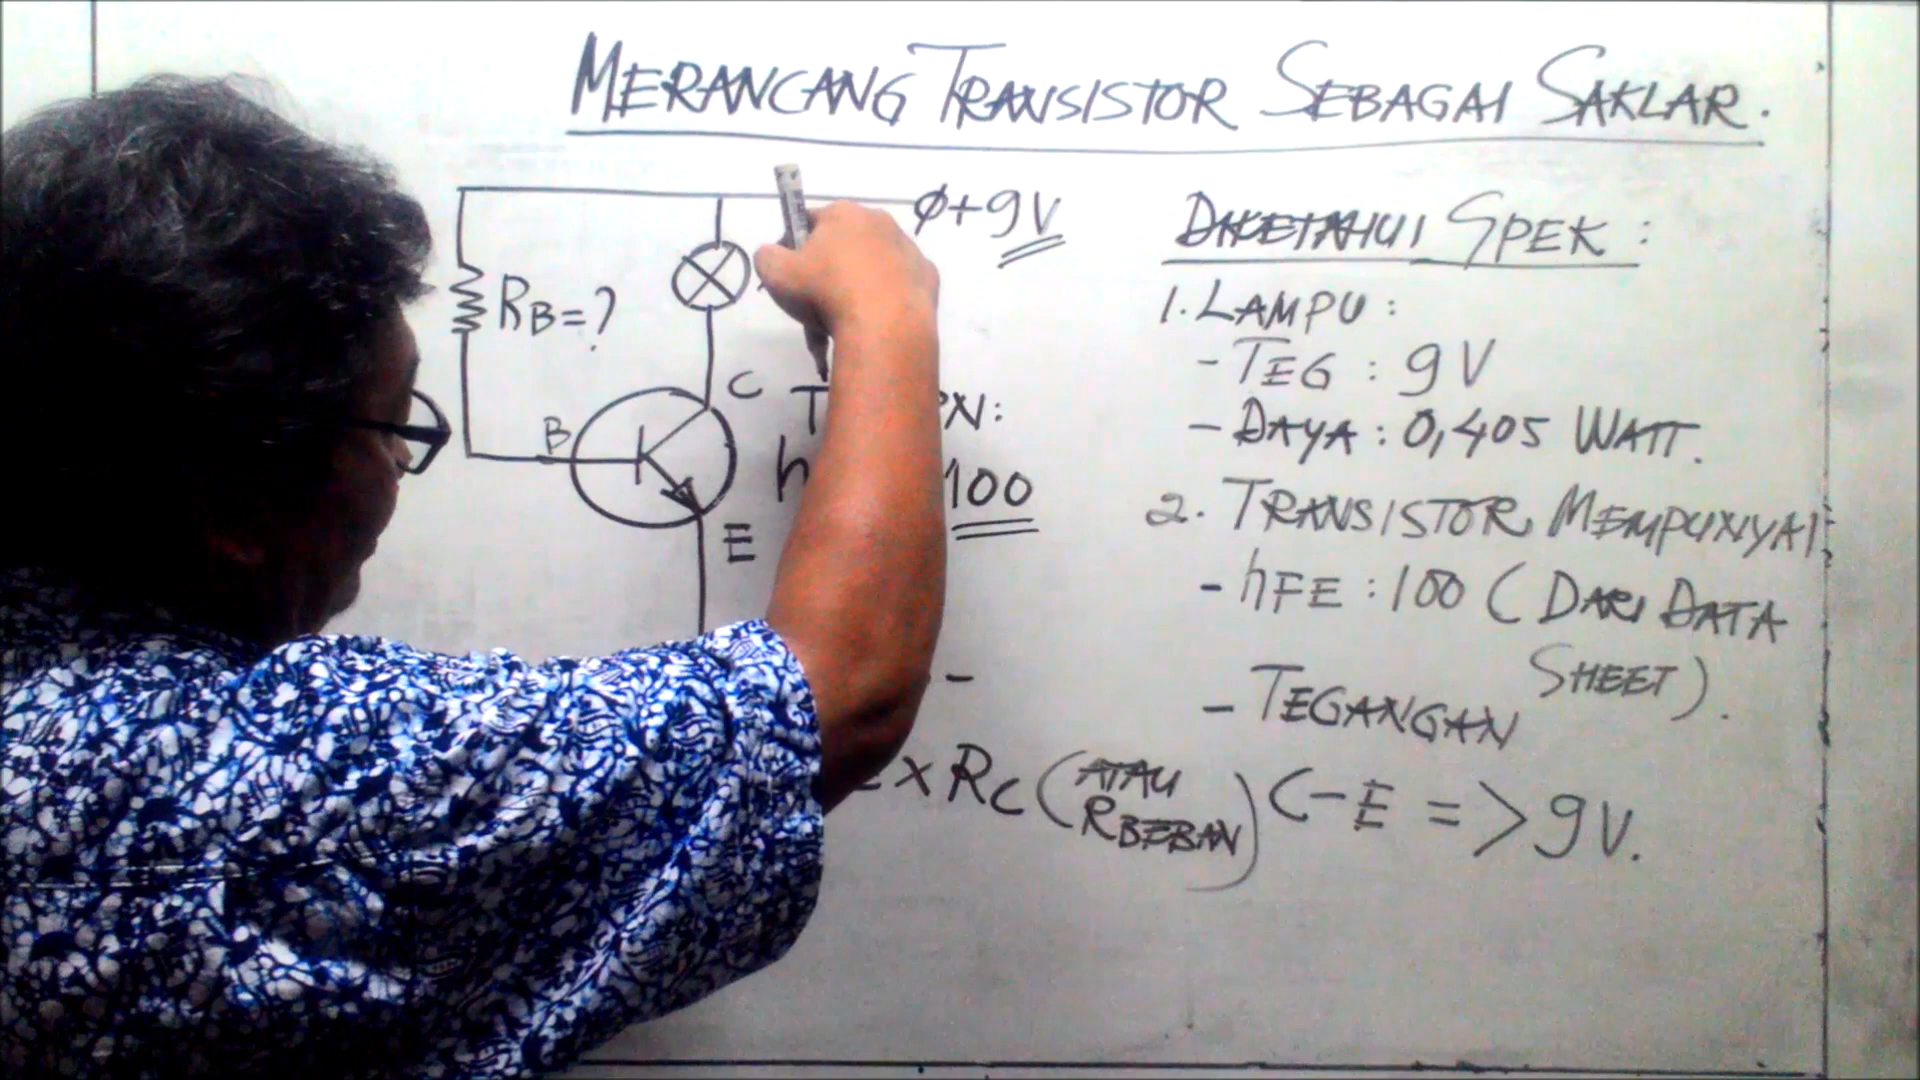 MERANCANG TRANSISTOR SEBAGAI SAKLAR.
+9V
RB=?
C
B
100
E
-
x RC (ATAU RBEBAN)
DIKETAHUI SPEK :
1. LAMPU :
- TEG : 9V
- DAYA : 0,405 WATT.
2. TRANSISTOR MEMPUNYAI :
- hFE : 100 (DARI DATA
SHEET).
- TEGANGAN
C-E => 9V.